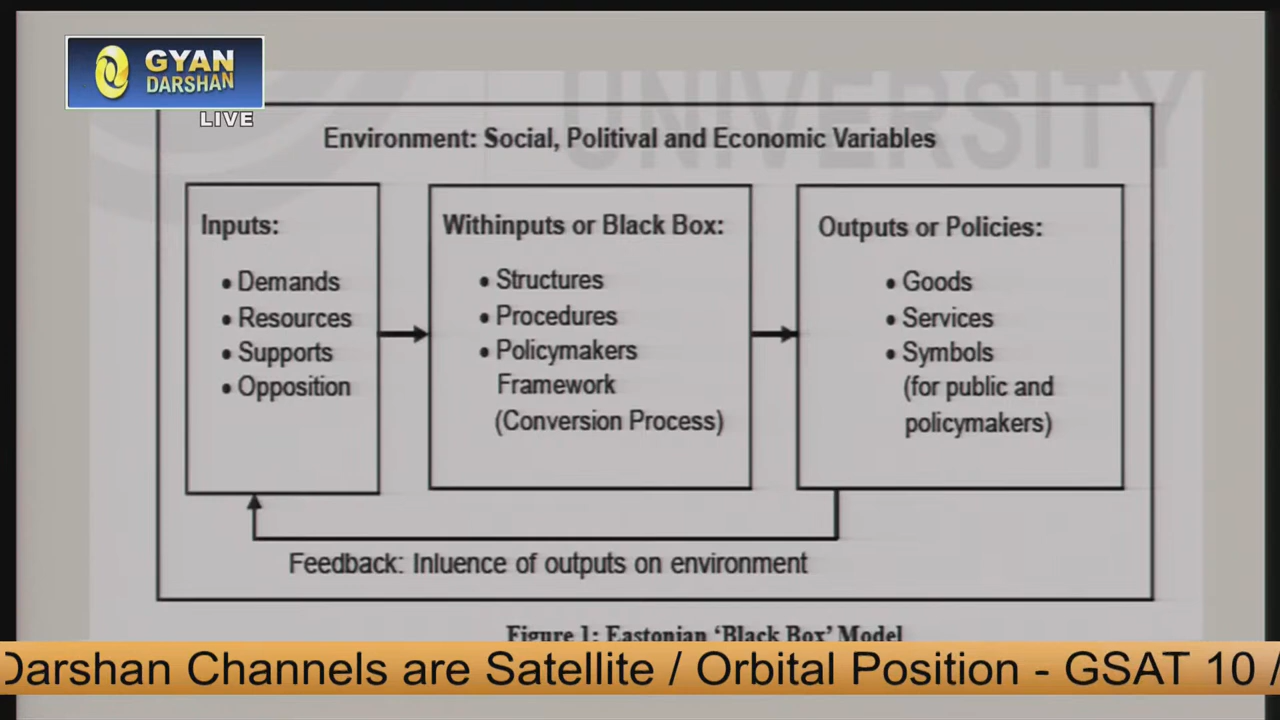 GYAN
DARSHAN
LIVE
UNIVERSITY
Environment: Social, Politival and Economic Variables
Inputs:
• Demands
• Resources
• Supports
• Opposition
Withinputs or Black Box:
• Structures
• Procedures
• Policymakers
Framework
(Conversion Process)
Outputs or Policies:
• Goods
• Services
• Symbols
(for public and
policymakers)
Feedback: Inluence of outputs on environment
Figure 1: Eastonian ‘Black Box’ Model
Darshan Channels are Satellite / Orbital Position - GSAT 10 /